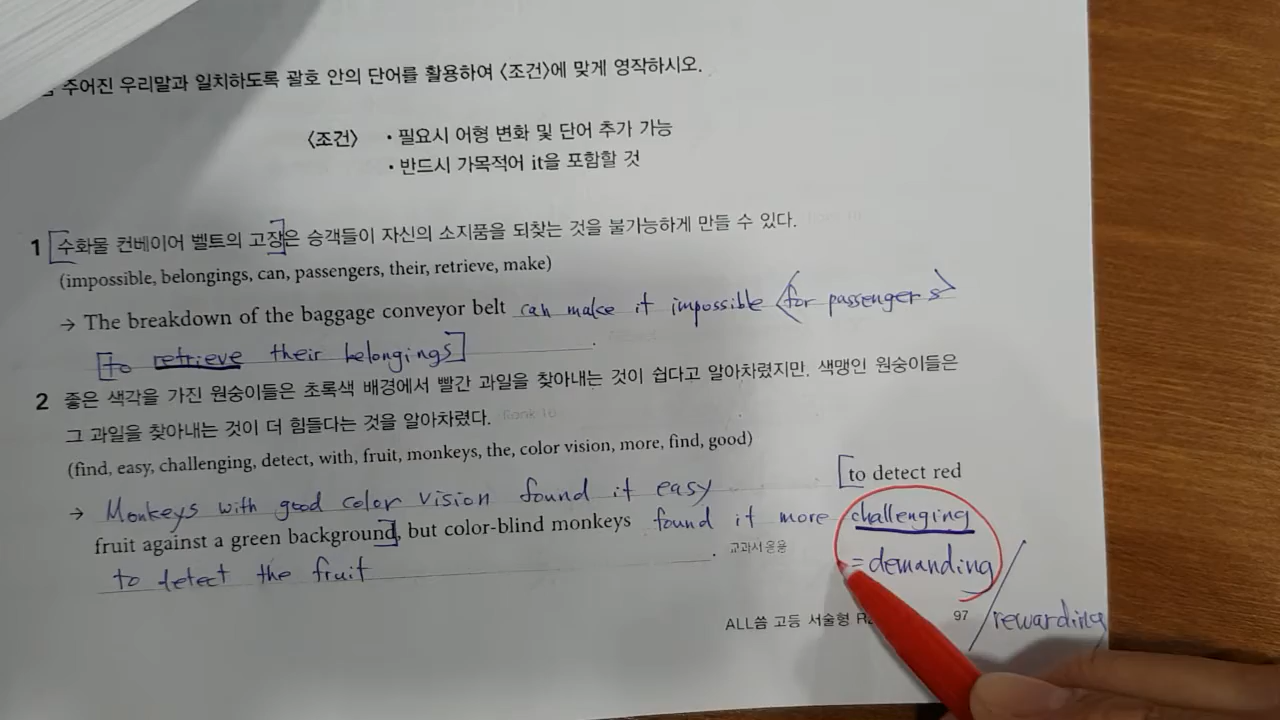 주어진 우리말과 일치하도록 괄호 안의 단어를 활용하여 〈조건〉에 맞게 영작하시오.
〈조건〉 • 필요시 어형 변화 및 단어 추가 가능
• 반드시 가목적어 it을 포함할 것
1 [수화물 컨베이어 벨트의 고장]은 승객들이 자신의 소지품을 되찾는 것을 불가능하게 만들 수 있다.
(impossible, belongings, can, passengers, their, retrieve, make)
→ The breakdown of the baggage conveyor belt can make it impossible <for passengers>
[to retrieve their belongings].
2 좋은 색각을 가진 원숭이들은 초록색 배경에서 빨간 과일을 찾아내는 것이 쉽다고 알아차렸지만, 색맹인 원숭이들은
그 과일을 찾아내는 것이 더 힘들다는 것을 알아차렸다. Rank 10
(find, easy, challenging, detect, with, fruit, monkeys, the, color vision, more, find, good)
→ Monkeys with good color vision found it easy [to detect red
fruit against a green background], but color-blind monkeys found it more challenging
to detect the fruit. 교과서 응용
=demanding
ALL씀 고등 서술형 97
/ rewarding